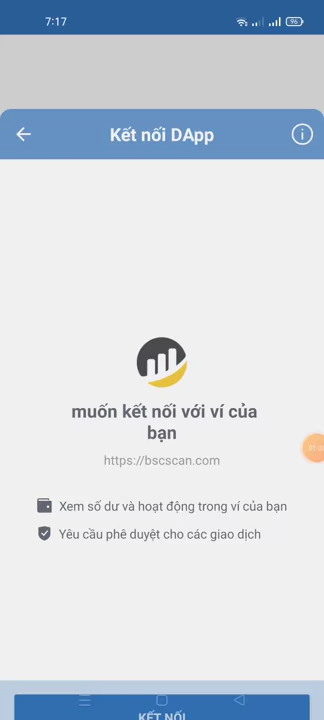 7:17
96
Kết nối DApp
muốn kết nối với ví của
bạn
https://bscscan.com
Xem số dư và hoạt động trong ví của bạn
Yêu cầu phê duyệt cho các giao dịch
KẾT NỐI